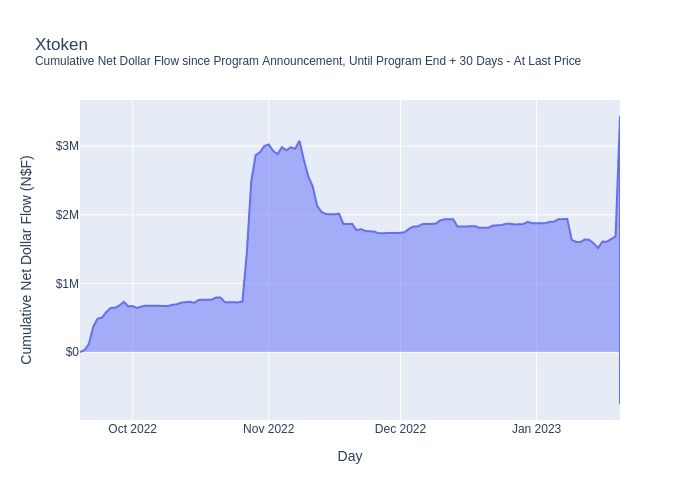 Xtoken
Cumulative Net Dollar Flow since Program Announcement, Until Program End + 30 Days - At Last Price
Cumulative Net Dollar Flow (N$F)
$3M
$2M
$1M
$0
Oct 2022
Nov 2022
Dec 2022
Jan 2023
Day